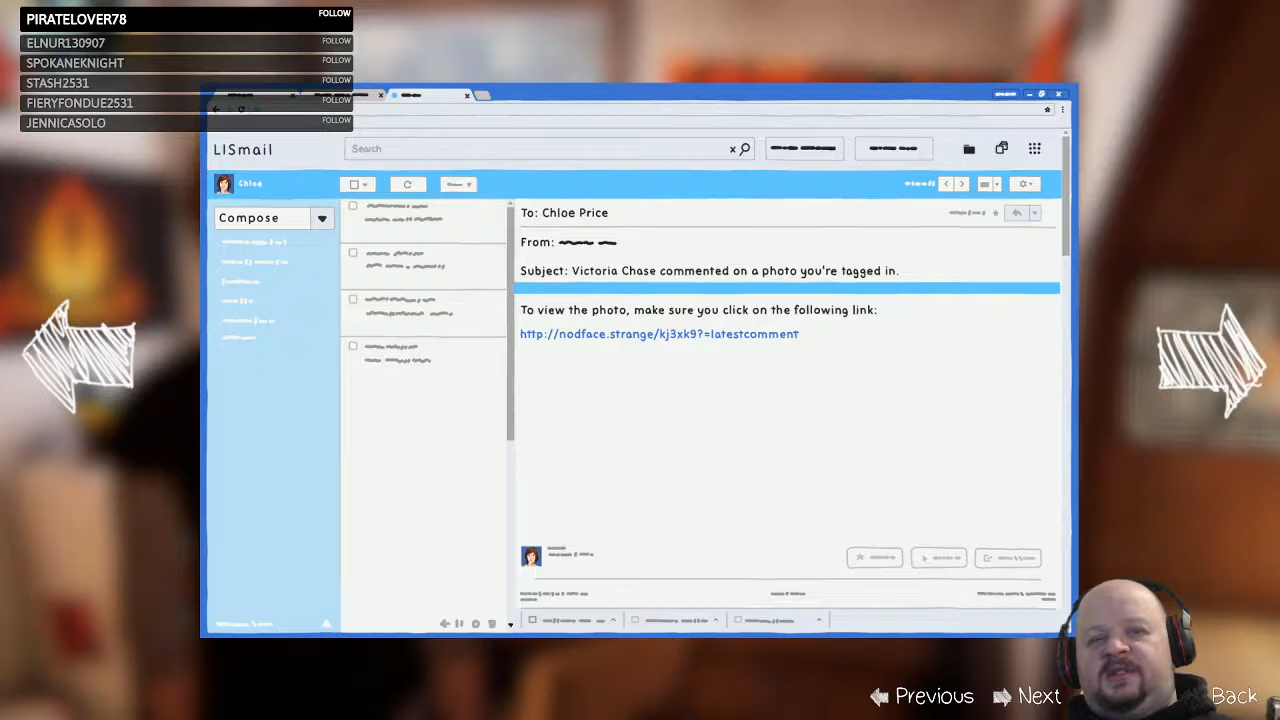 PIRATELOVER78 FOLLOW
ELNUR130907 FOLLOW
SPOKANEKNIGHT FOLLOW
STASH2531 FOLLOW
FIERYFONDUE2531 FOLLOW
JENNICASOLO FOLLOW
LISmail
Search
Chloe
Compose
To: Chloe Price
From:
Subject: Victoria Chase commented on a photo you're tagged in.
To view the photo, make sure you click on the following link:
http://nodface.strange/kj3xk9?=latestcomment
Previous Next Back